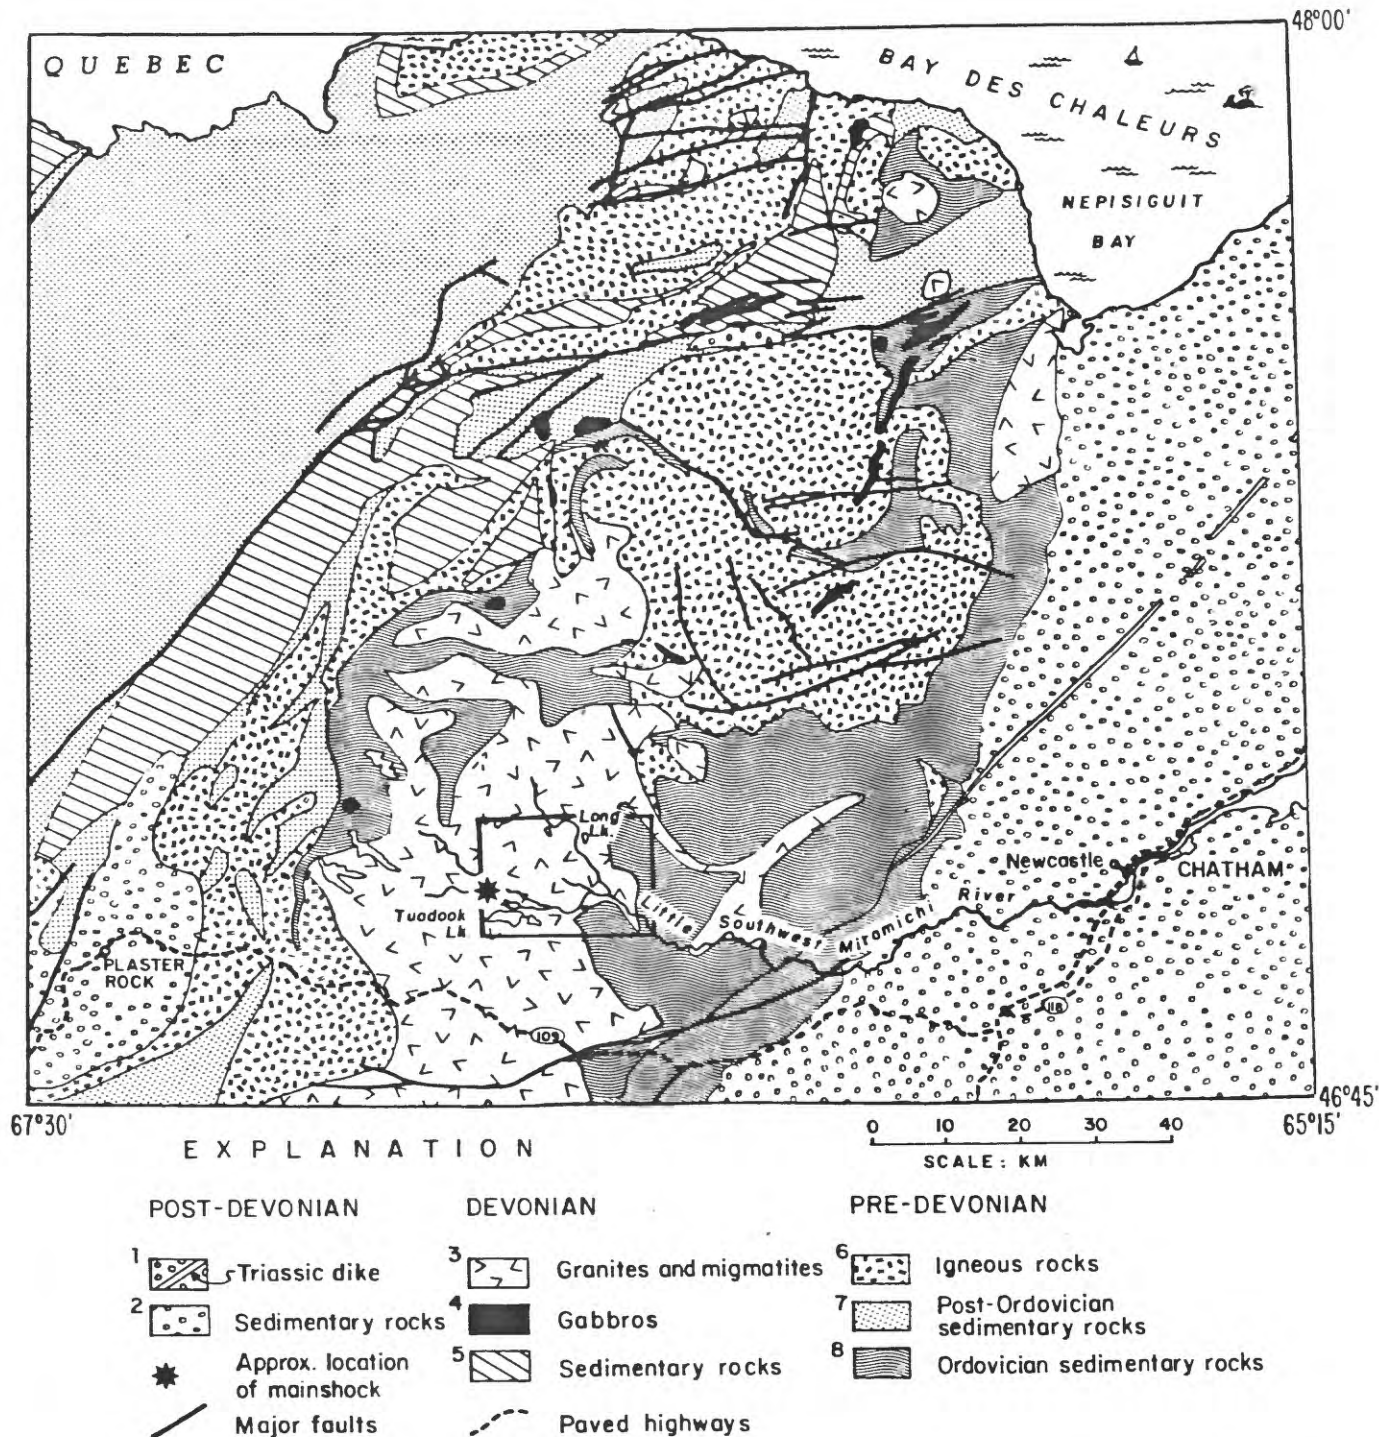 48°00'
QUEBEC
BAY DES CHALEURS
NEPISIGUIT
BAY
Long
Lk.
Newcastle
CHATHAM
Tuadook
Lk
Little Southwest Miramichi River
PLASTER
ROCK
109
118
46°45'
67°30'
65°15'
EXPLANATION
0 10 20 30 40
SCALE: KM
POST-DEVONIAN
DEVONIAN
PRE-DEVONIAN
1 Triassic dike
3 Granites and migmatites
6 Igneous rocks
2 Sedimentary rocks
4 Gabbros
7 Post-Ordovician
sedimentary rocks
Approx. location
of mainshock
5 Sedimentary rocks
8 Ordovician sedimentary rocks
Major faults
Paved highways